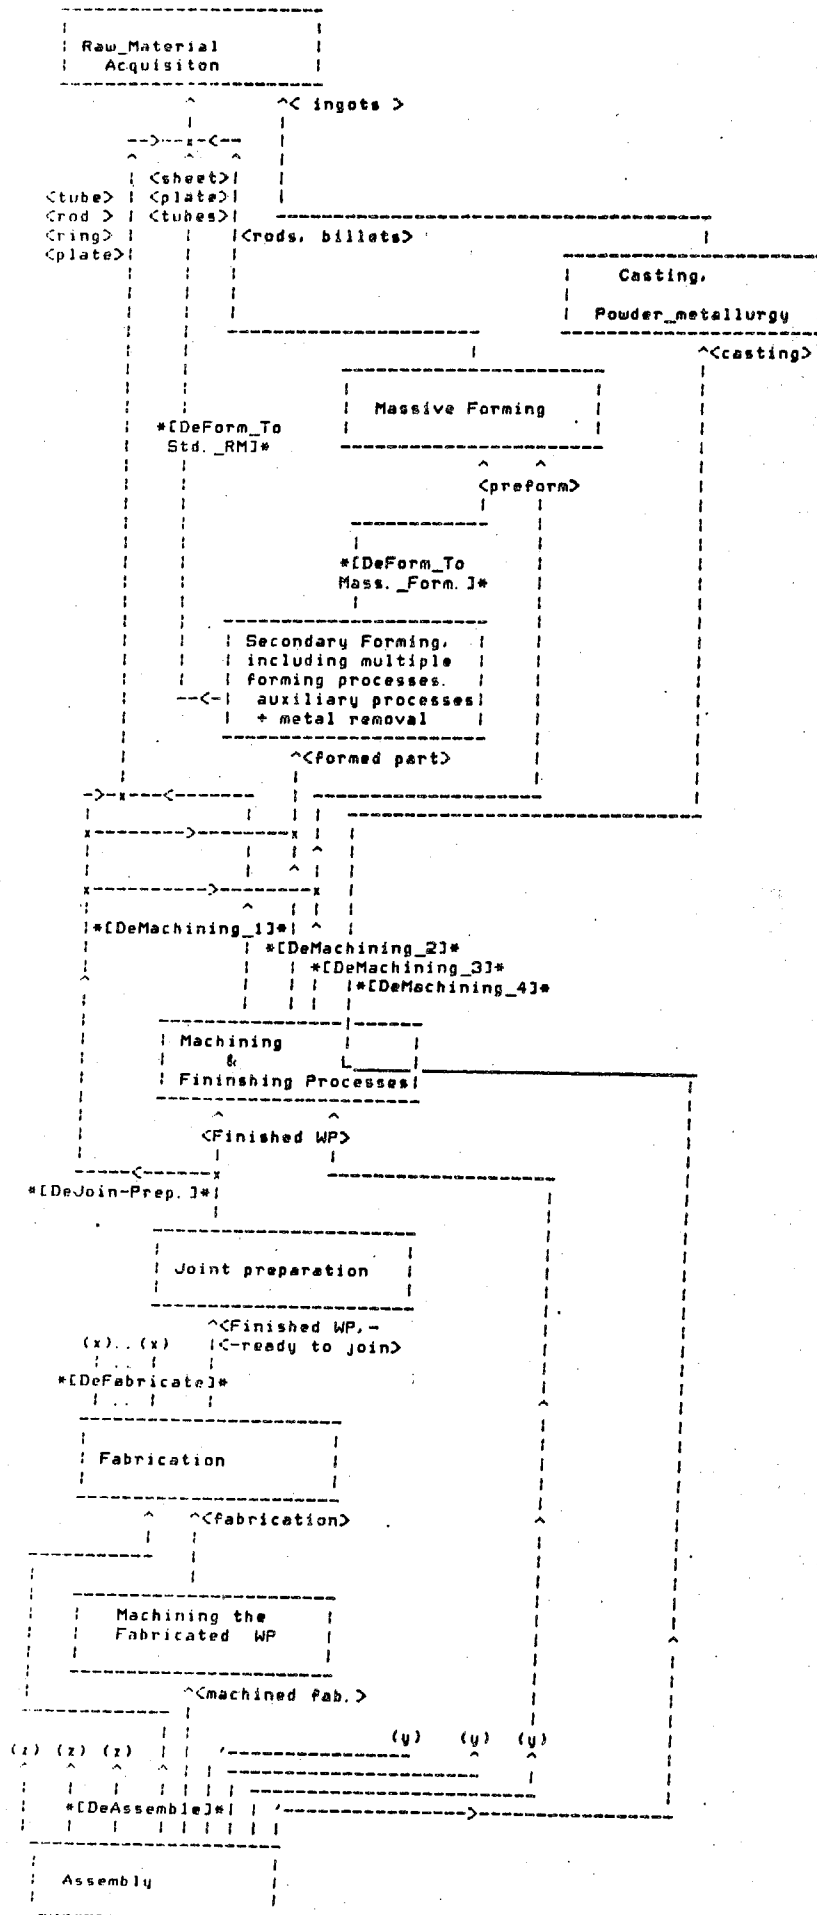 Raw_Material
Acquisiton
< ingots >
<sheet>
<tube> <plate>
<rod > <tubes>
<ring> <rods, billets>
<plate>
Casting,
Powder_metallurgy
<casting>
Massive Forming
*[DeForm_To
Std._RM]*
<preform>
*[DeForm_To
Mass._Form.]*
Secondary Forming,
including multiple
forming processes.
auxiliary processes
+ metal removal
<formed part>
*[DeMachining_1]*
*[DeMachining_2]*
*[DeMachining_3]*
*[DeMachining_4]*
Machining
&
Fininshing Processes
<Finished WP>
*[DeJoin-Prep.]*
Joint preparation
<Finished WP,-
(x)..(x) <-ready to join>
*[DeFabricate]*
Fabrication
<fabrication>
Machining the
Fabricated WP
<machined fab.>
(y) (y) (y)
(z) (z) (z)
*[DeAssemble]*
Assembly